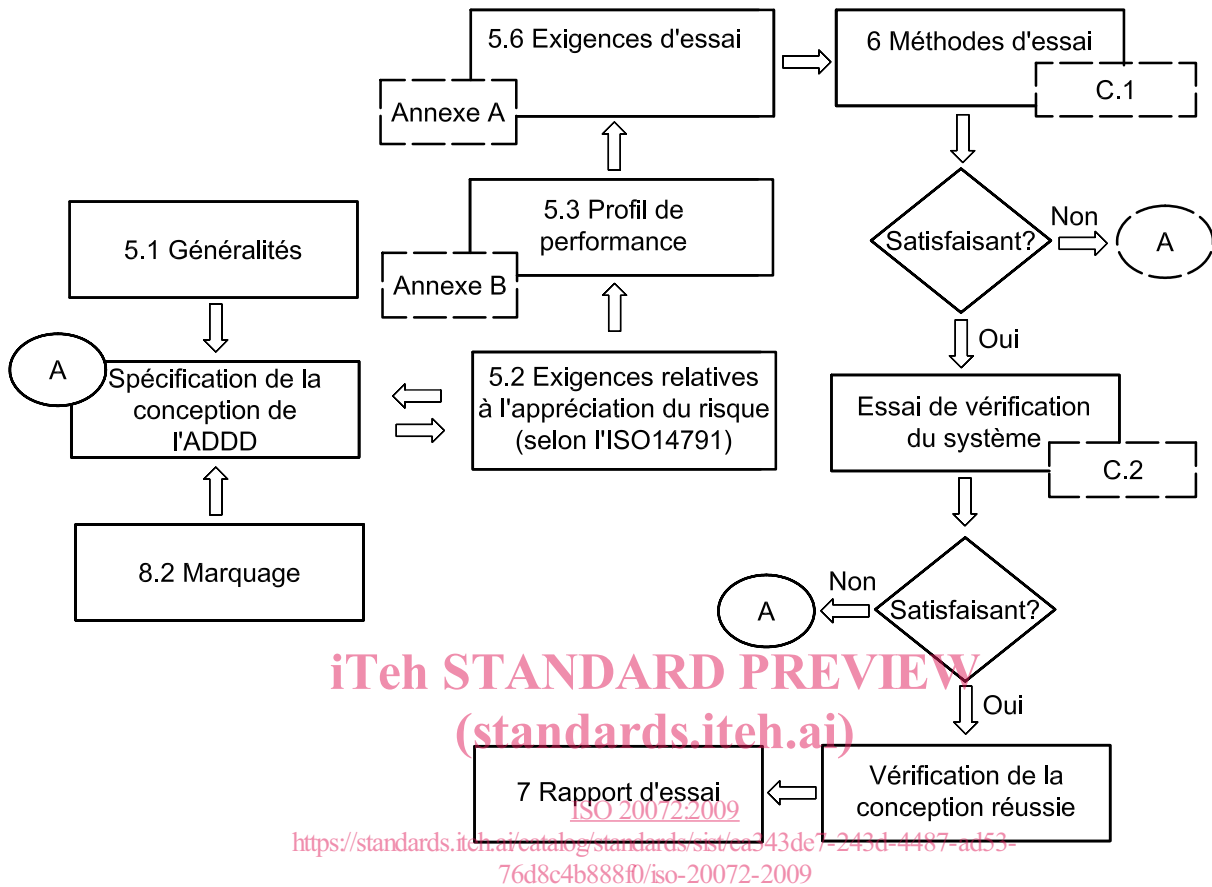 5.6 Exigences d'essai
Annexe A
6 Méthodes d'essai
C.1
5.3 Profil de
performance
Annexe B
Satisfaisant?
Non
A
Oui
5.1 Généralités
A
Spécification de la
conception de
l'ADDD
5.2 Exigences relatives
à l'appréciation du risque
(selon l'ISO14791)
8.2 Marquage
Essai de vérification
du système
C.2
Satisfaisant?
Non
A
Oui
iTeh STANDARD PREVIEW
(standards.iteh.ai)
Vérification de la
conception réussie
7 Rapport d'essai
ISO 20072:2009
https://standards.iteh.ai/catalog/standards/sist/ea343de7-243d-4487-ad53-
76d8c4b888f0/iso-20072-2009